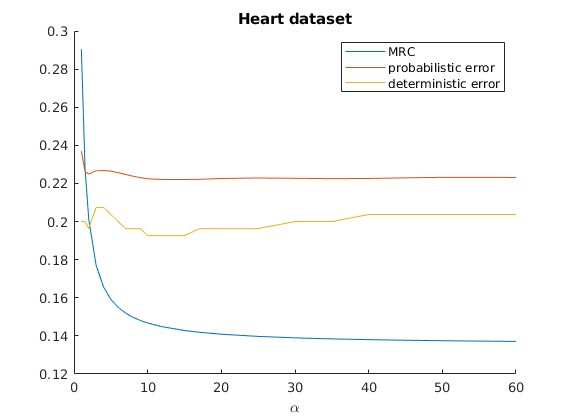 Heart dataset
0.3
0.28
0.26
0.24
0.22
0.2
0.18
0.16
0.14
0.12
MRC
probabilistic error
deterministic error
0 10 20 30 40 50 60
α